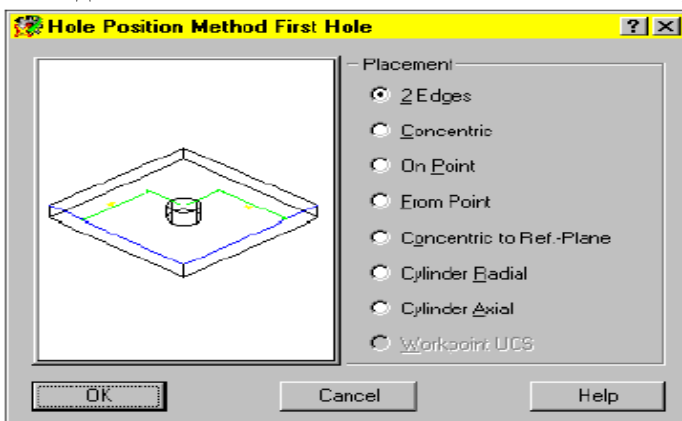 Hole Position Method First Hole
Placement
2 Edges
Concentric
On Point
From Point
Concentric to Ref.-Plane
Cylinder Radial
Cylinder Axial
Workpoint UCS
OK
Cancel
Help